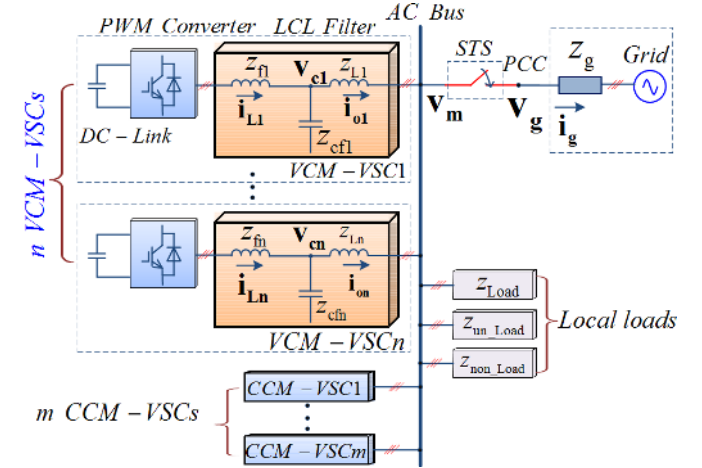 PWM Converter LCL Filter AC Bus
STS PCC Z_g Grid
z_f1 V_c1 z_L1
i_L1 i_o1
V_m V_g i_g
DC-Link
z_cf1
VCM-VSC1
n VCM-VSCs
z_fn V_cn z_Ln
i_Ln i_on
z_cfn
VCM-VSCn
z_Load
z_un_Load
z_non_Load
Local loads
m CCM-VSCs
CCM-VSC1
CCM-VSCm